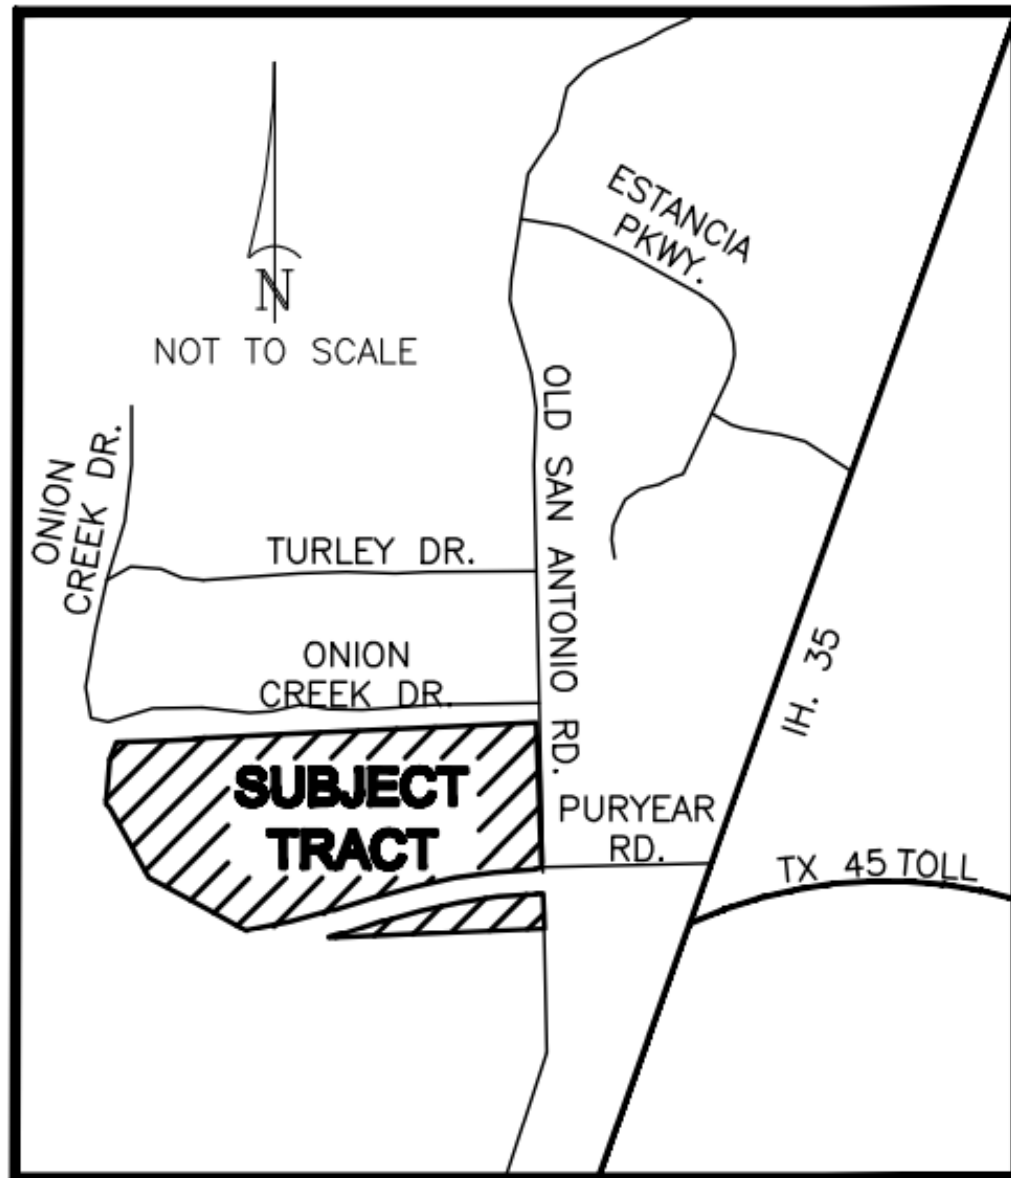 ESTANCIA
PKWY.
N
NOT TO SCALE
OLD SAN ANTONIO RD.
ONION
CREEK DR.
TURLEY DR.
ONION
CREEK DR.
IH. 35
SUBJECT
TRACT
PURYEAR
RD.
TX 45 TOLL